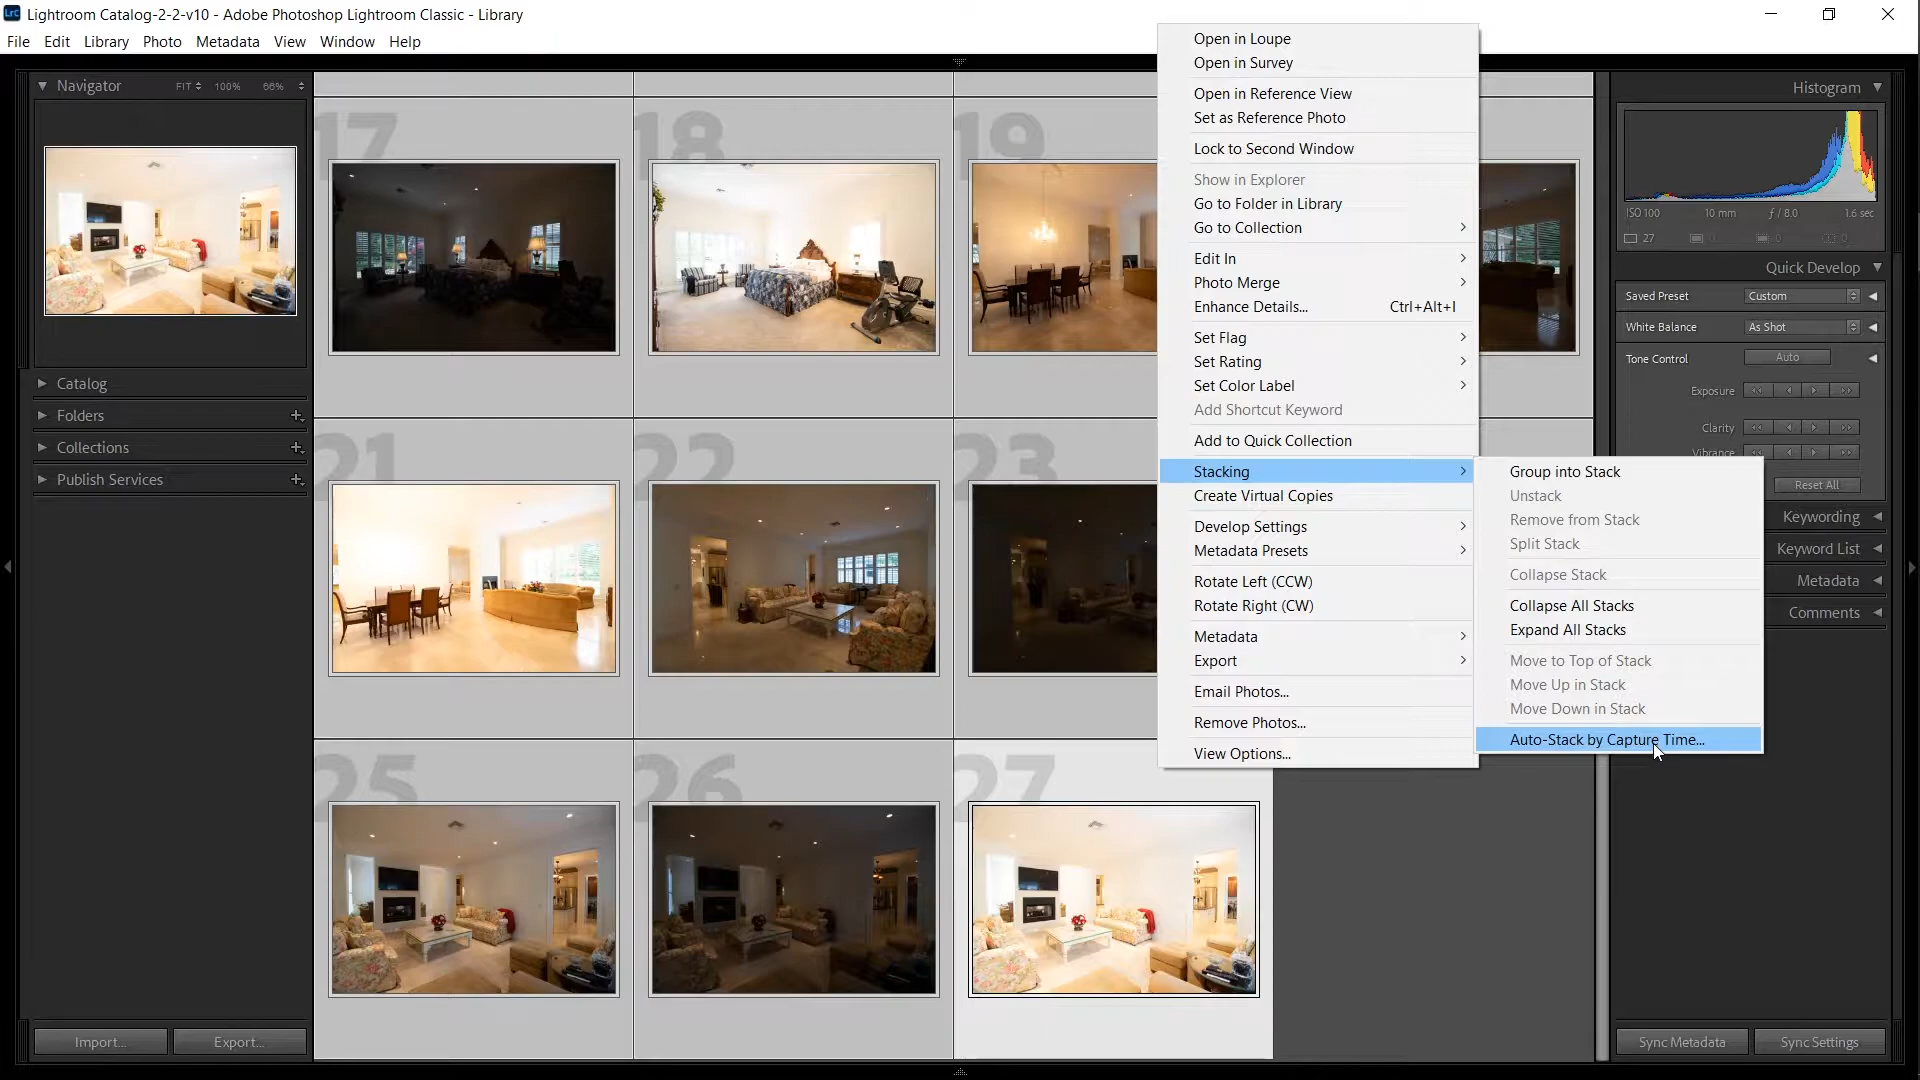 Lightroom Catalog-2-2-v10 - Adobe Photoshop Lightroom Classic - Library
File Edit Library Photo Metadata View Window Help
Navigator FIT 100% 66%
Catalog
Folders
Collections
Publish Services
Import... Export...
17 18 19
21 22 23
25 26 27
Open in Loupe
Open in Survey
Open in Reference View
Set as Reference Photo
Lock to Second Window
Show in Explorer
Go to Folder in Library
Go to Collection
Edit In
Photo Merge
Enhance Details... Ctrl+Alt+I
Set Flag
Set Rating
Set Color Label
Add Shortcut Keyword
Add to Quick Collection
Stacking
Create Virtual Copies
Develop Settings
Metadata Presets
Rotate Left (CCW)
Rotate Right (CW)
Metadata
Export
Email Photos...
Remove Photos...
View Options...
Group into Stack
Unstack
Remove from Stack
Split Stack
Collapse Stack
Collapse All Stacks
Expand All Stacks
Move to Top of Stack
Move Up in Stack
Move Down in Stack
Auto-Stack by Capture Time...
Histogram
ISO 100 10 mm ƒ / 8.0 1.6 sec
27 0 0 0
Quick Develop
Saved Preset Custom
White Balance As Shot
Tone Control Auto
Exposure
Clarity
Vibrance
Reset All
Keywording
Keyword List
Metadata
Comments
Sync Metadata Sync Settings